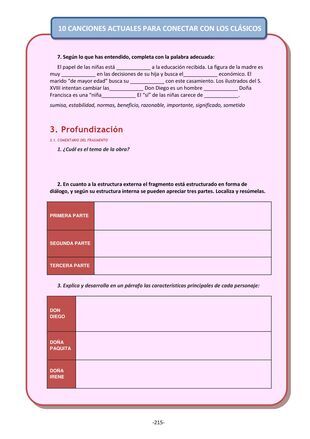 10 CANCIONES ACTUALES PARA CONECTAR CON LOS CLÁSICOS
7. Según lo que has entendido, completa con la palabra adecuada:
El papel de las niñas está ____________ a la educación recibida. La figura de la madre es
muy ____________ en las decisiones de su hija y busca el____________ económico. El
marido "de mayor edad" busca su ____________ con este casamiento. Los ilustrados del S.
XVIII intentan cambiar las____________ Don Diego es un hombre ____________ Doña
Francisca es una "niña____________ El "sí" de las niñas carece de ____________.
sumisa, estabilidad, normas, beneficio, razonable, importante, significado, sometido
3. Profundización
3.1. COMENTARIO DEL FRAGMENTO
1. ¿Cuál es el tema de la obra?
2. En cuanto a la estructura externa el fragmento está estructurado en forma de
diálogo, y según su estructura interna se pueden apreciar tres partes. Localiza y resúmelas.
PRIMERA PARTE
SEGUNDA PARTE
TERCERA PARTE
3. Explica y desarrolla en un párrafo las características principales de cada personaje:
DON
DIEGO
DOÑA
PAQUITA
DOÑA
IRENE
-215-